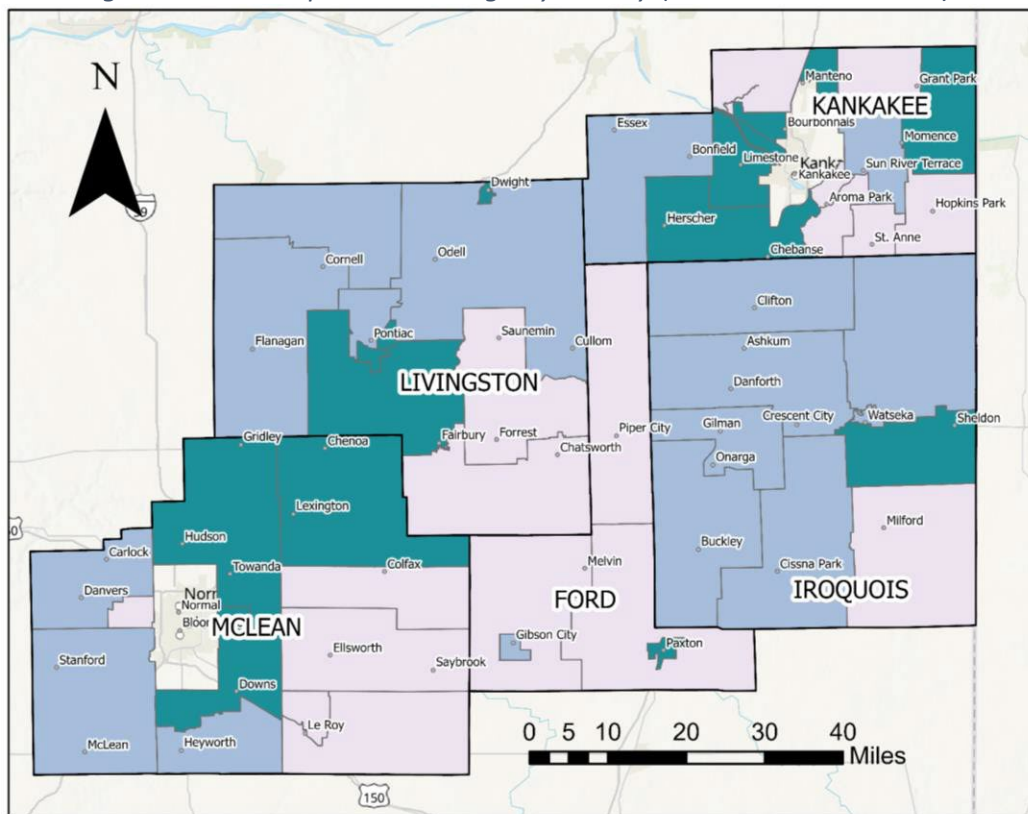 N
Manteno
Grant Park
KANKAKEE
Essex
Bourbonnais
Momence
Bonfield
Limestone
Kanka
Sun River Terrace
Kankakee
Dwight
Aroma Park
Hopkins Park
Herscher
St. Anne
Chebanse
Odell
Cornell
Clifton
Pontiac
Saunemin
Flanagan
Cullom
Ashkum
LIVINGSTON
Danforth
Crescent City
Watseka
Sheldon
Gilman
Gridley
Chenoa
Fairbury
Forrest
Piper City
Chatsworth
Onarga
Lexington
Milford
Hudson
Buckley
Carlock
Towanda
Colfax
Melvin
Cissna Park
IROQUOIS
Danvers
Norr
Normal
FORD
Bloor
MCLEAN
Gibson City
Paxton
Ellsworth
Stanford
Saybrook
Downs
Le Roy
McLean
Heyworth
0 5 10 20 30 40
Miles
150